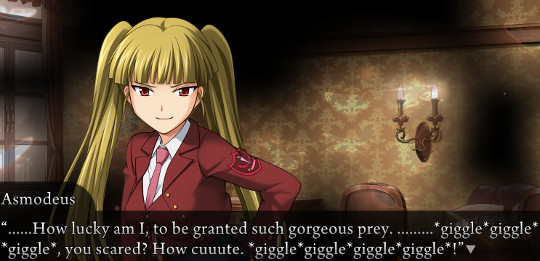 Asmodeus
“......How lucky am I, to be granted such gorgeous prey. .........*giggle*giggle*
*giggle*, you scared? How cuuute. *giggle*giggle*giggle*giggle*!”